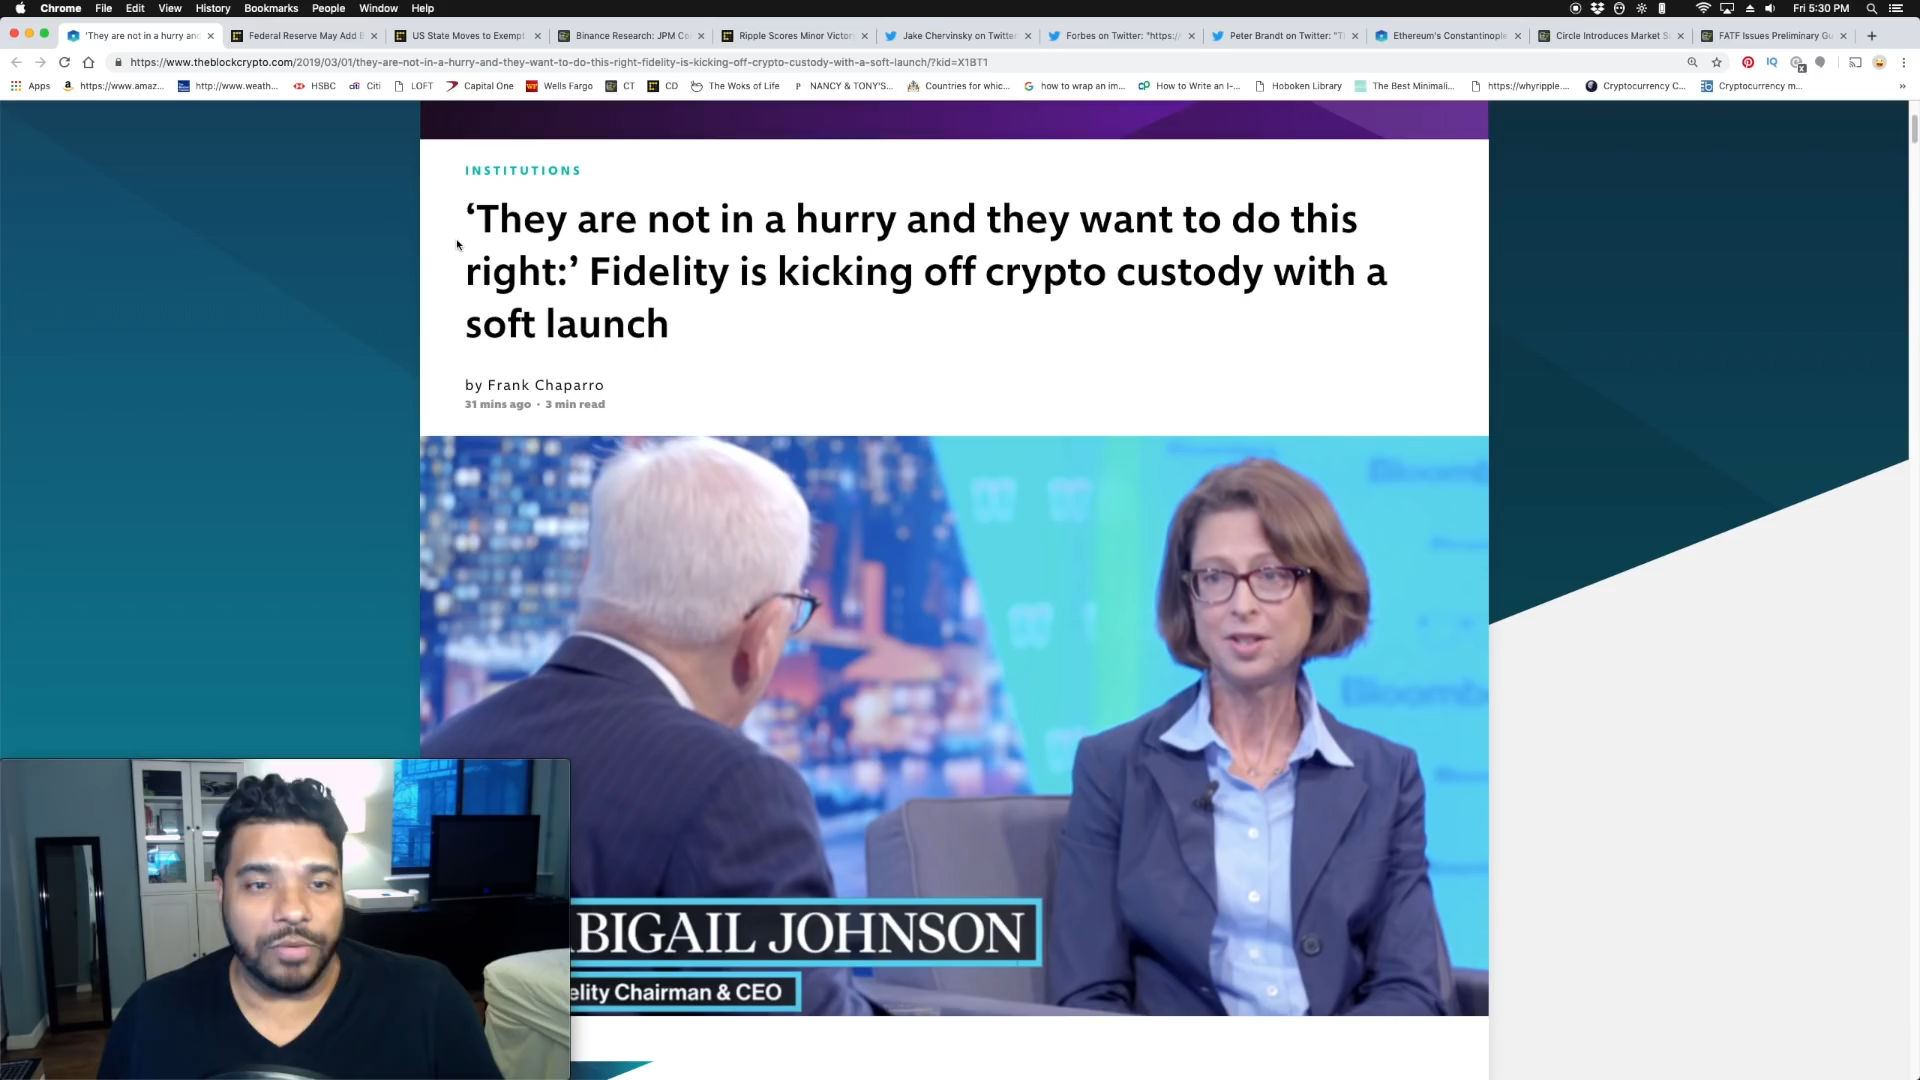 Chrome File Edit View History Bookmarks People Window Help Fri 5:30 PM
'They are not in a hurry and Federal Reserve May Add US State Moves to Exempt Binance Research: JPM Ripple Scores Minor Victory Jake Chervinsky on Twitter Forbes on Twitter: "https:/ Peter Brandt on Twitter: Ethereum's Constantinople Circle Introduces Market FATF Issues Preliminary
https://www.theblockcrypto.com/2019/03/01/they-are-not-in-a-hurry-and-they-want-to-do-this-right-fidelity-is-kicking-off-crypto-custody-with-a-soft-launch/?kid=X1BT1
Apps https://www.amaz... http://www.weath... HSBC Citi LOFT Capital One Wells Fargo CT CD The Woks of Life NANCY & TONY'S... Countries for whic... how to wrap an im... How to Write an I-... Hoboken Library The Best Minimali... https://whyripple.... Cryptocurrency C... Cryptocurrency m... »
INSTITUTIONS
‘They are not in a hurry and they want to do this
right:’ Fidelity is kicking off crypto custody with a
soft launch
by Frank Chaparro
31 mins ago · 3 min read
Bloomb
BIGAIL JOHNSON
elity Chairman & CEO